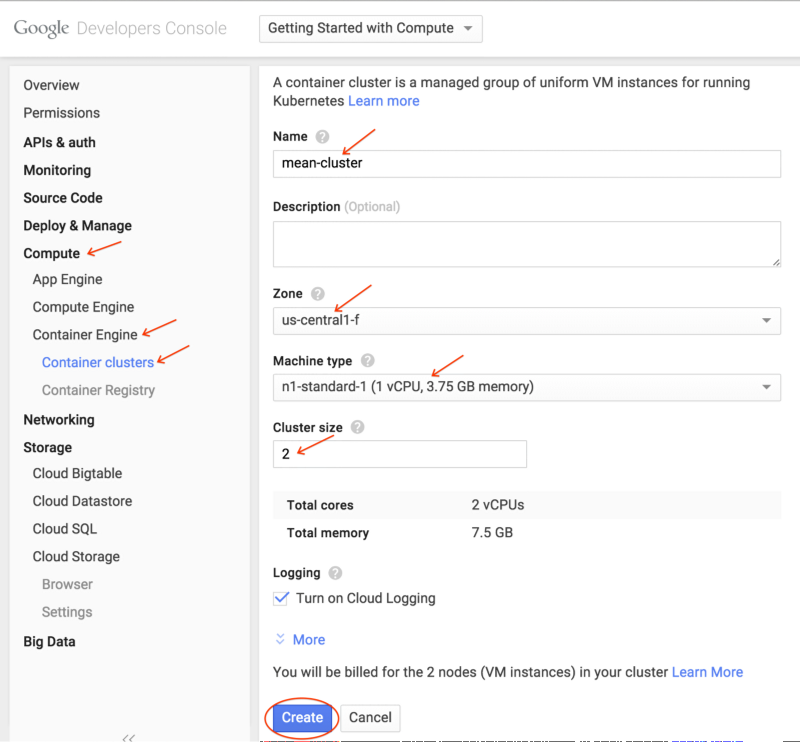 Google Developers Console
Getting Started with Compute
Overview
Permissions
APIs & auth
Monitoring
Source Code
Deploy & Manage
Compute
App Engine
Compute Engine
Container Engine
Container clusters
Container Registry
Networking
Storage
Cloud Bigtable
Cloud Datastore
Cloud SQL
Cloud Storage
Browser
Settings
Big Data
A container cluster is a managed group of uniform VM instances for running
Kubernetes Learn more
Name ?
mean-cluster
Description (Optional)
Zone ?
us-central1-f
Machine type ?
n1-standard-1 (1 vCPU, 3.75 GB memory)
Cluster size ?
2
Total cores 2 vCPUs
Total memory 7.5 GB
Logging ?
Turn on Cloud Logging
More
You will be billed for the 2 nodes (VM instances) in your cluster Learn More
Create Cancel